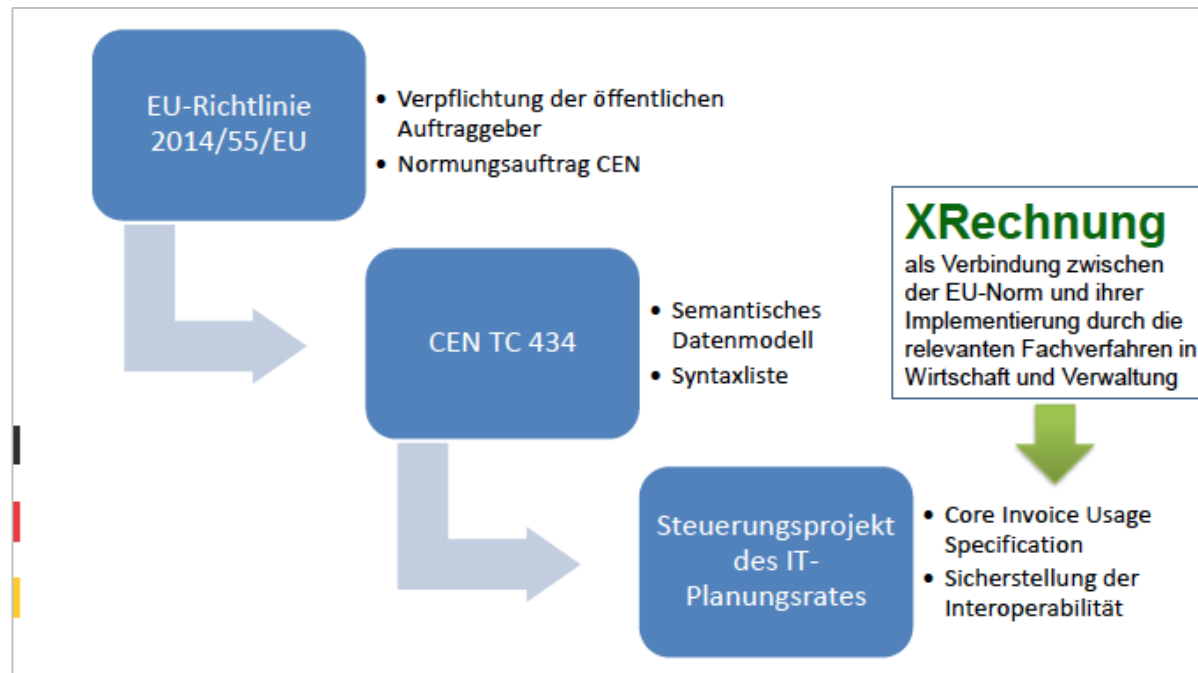 EU-Richtlinie
2014/55/EU
• Verpflichtung der öffentlichen
Auftraggeber
• Normungsauftrag CEN
CEN TC 434
• Semantisches
Datenmodell
• Syntaxliste
XRechnung
als Verbindung zwischen
der EU-Norm und ihrer
Implementierung durch die
relevanten Fachverfahren in
Wirtschaft und Verwaltung
Steuerungsprojekt
des IT-
Planungsrates
• Core Invoice Usage
Specification
• Sicherstellung der
Interoperabilität